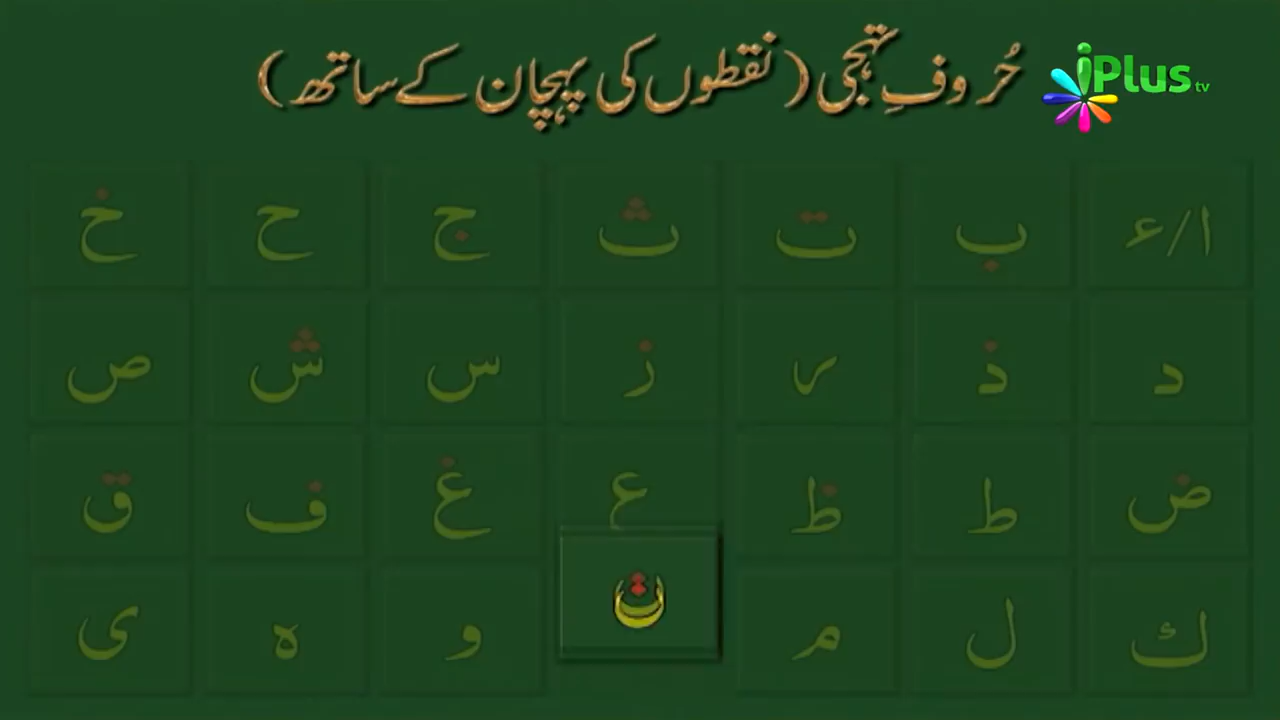 حُروفِ تہجی (نقطوں کی پہچان کے ساتھ)
iPlus tv
ا/ء ب ت ث ج ح خ
د ذ ر ز س ش ص
ض ط ظ ع غ ف ق
ك ل م ن و ه ی